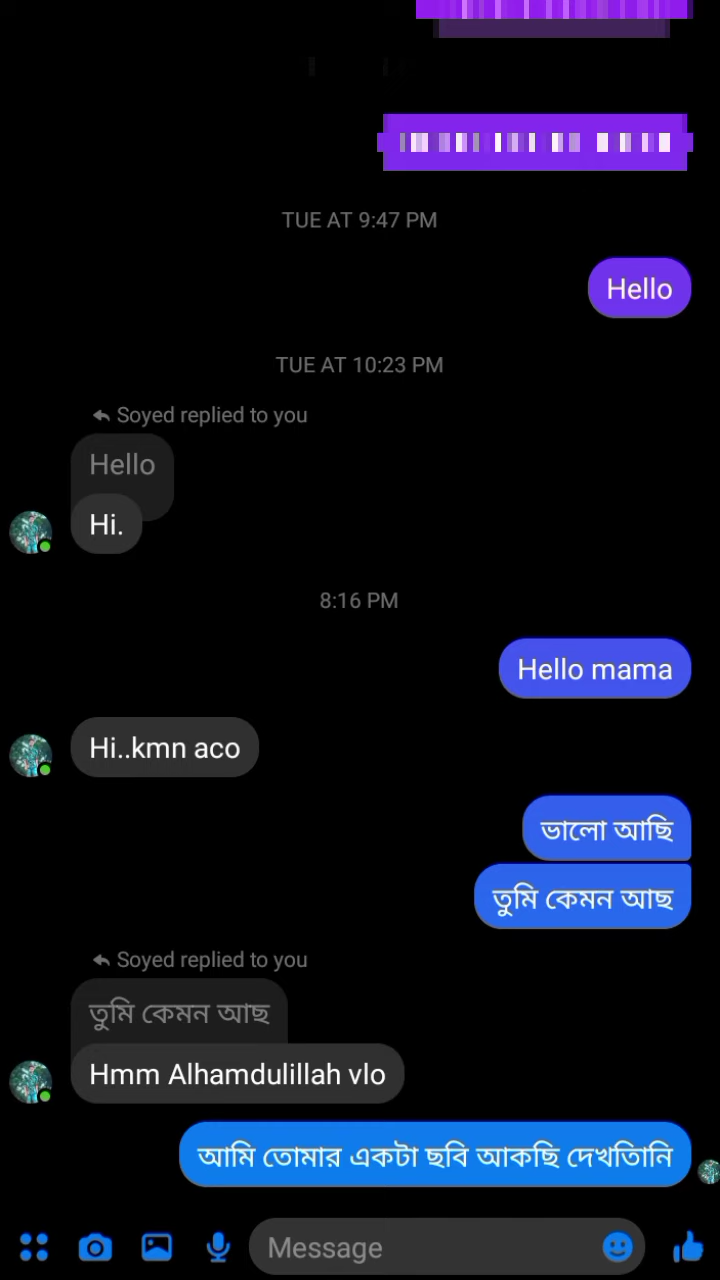 TUE AT 9:47 PM
Hello
TUE AT 10:23 PM
Soyed replied to you
Hello
Hi.
8:16 PM
Hello mama
Hi..kmn aco
ভালো আছি
তুমি কেমন আছ
Soyed replied to you
তুমি কেমন আছ
Hmm Alhamdulillah vlo
আমি তোমার একটা ছবি আকছি দেখতািনি
Message